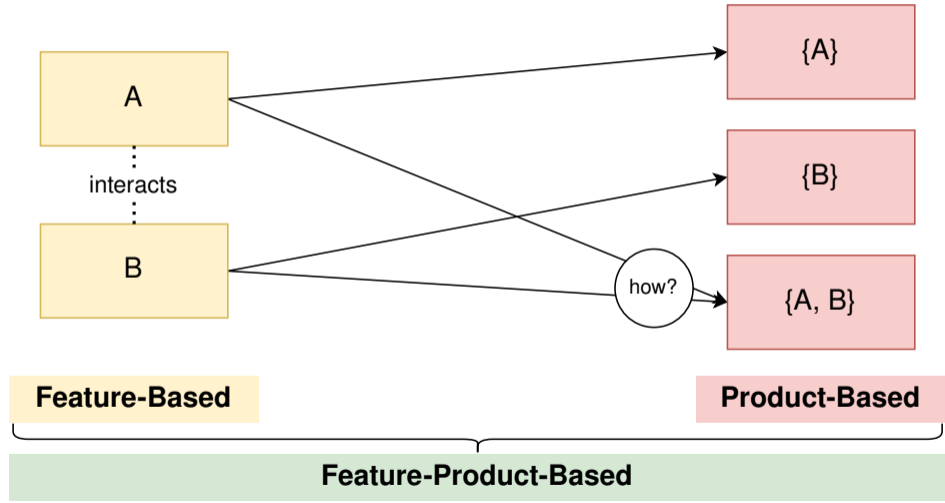 A
{A}
interacts
{B}
B
how?
{A, B}
Feature-Based
Product-Based
Feature-Product-Based